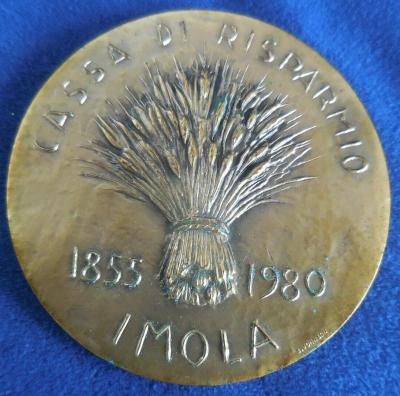 CASSA DI RISPARMIO
1855 1980
IMOLA